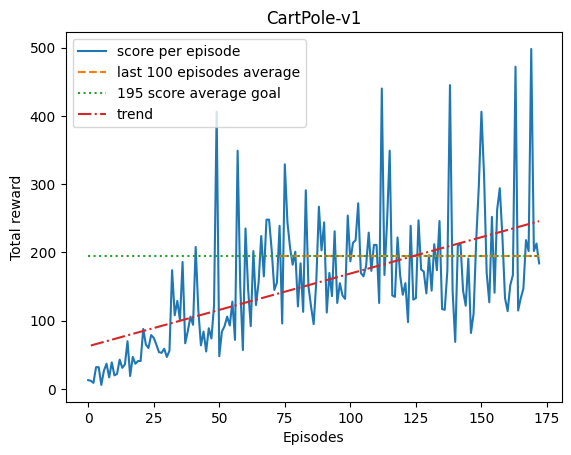 CartPole-v1
score per episode
last 100 episodes average
195 score average goal
trend
Total reward
500
400
300
200
100
0
0
25
50
75
100
125
150
175
Episodes